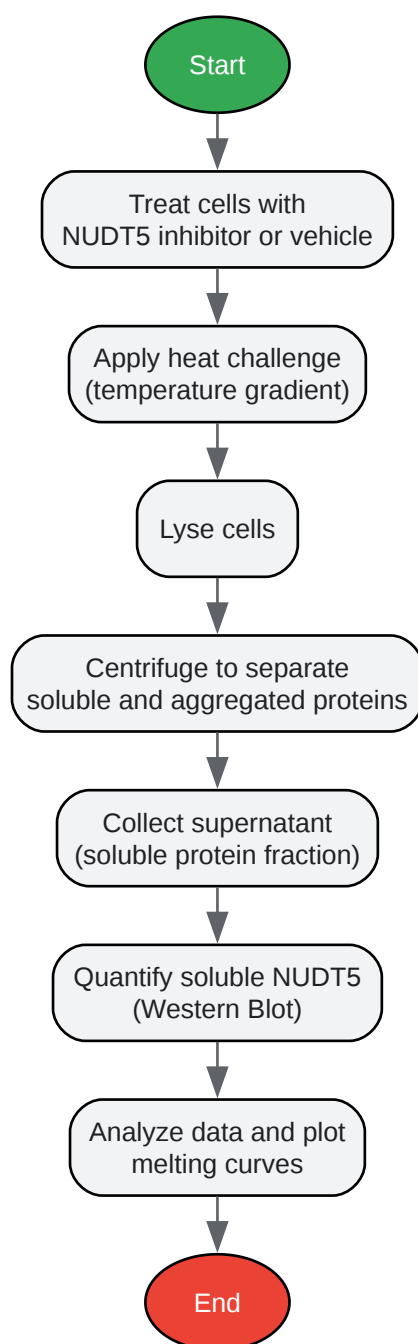 Start
Treat cells with
NUDT5 inhibitor or vehicle
Apply heat challenge
(temperature gradient)
Lyse cells
Centrifuge to separate
soluble and aggregated proteins
Collect supernatant
(soluble protein fraction)
Quantify soluble NUDT5
(Western Blot)
Analyze data and plot
melting curves
End